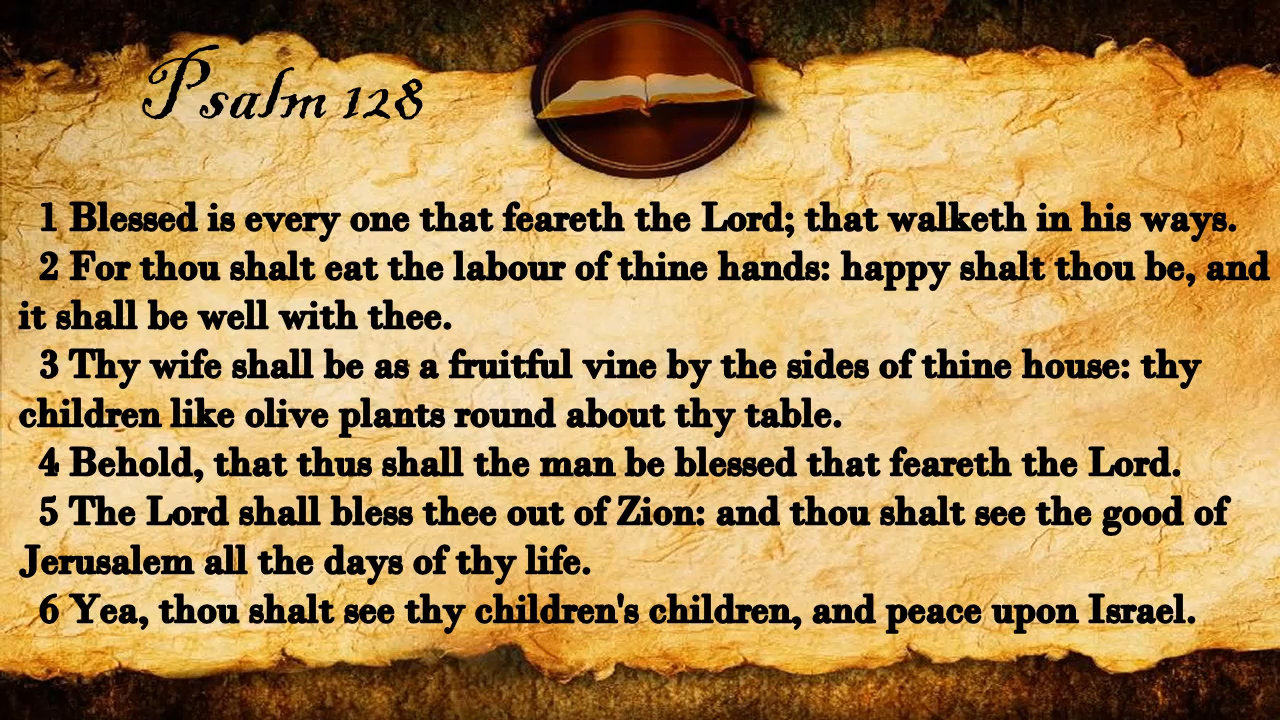 Psalm 128
1 Blessed is every one that feareth the Lord; that walketh in his ways.
2 For thou shalt eat the labour of thine hands: happy shalt thou be, and
it shall be well with thee.
3 Thy wife shall be as a fruitful vine by the sides of thine house: thy
children like olive plants round about thy table.
4 Behold, that thus shall the man be blessed that feareth the Lord.
5 The Lord shall bless thee out of Zion: and thou shalt see the good of
Jerusalem all the days of thy life.
6 Yea, thou shalt see thy children's children, and peace upon Israel.